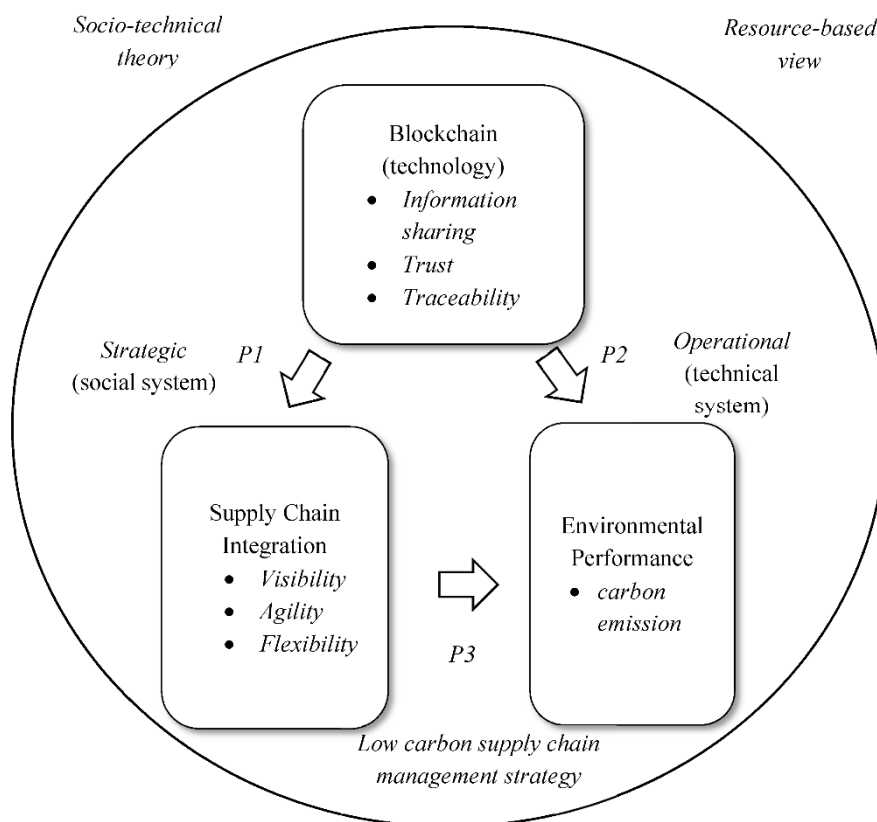 Socio-technical
theory
Resource-based
view
Blockchain
(technology)
• Information
sharing
• Trust
• Traceability
Strategic
(social system)
P1
P2
Operational
(technical
system)
Supply Chain
Integration
• Visibility
• Agility
• Flexibility
Environmental
Performance
• carbon
emission
P3
Low carbon supply chain
management strategy